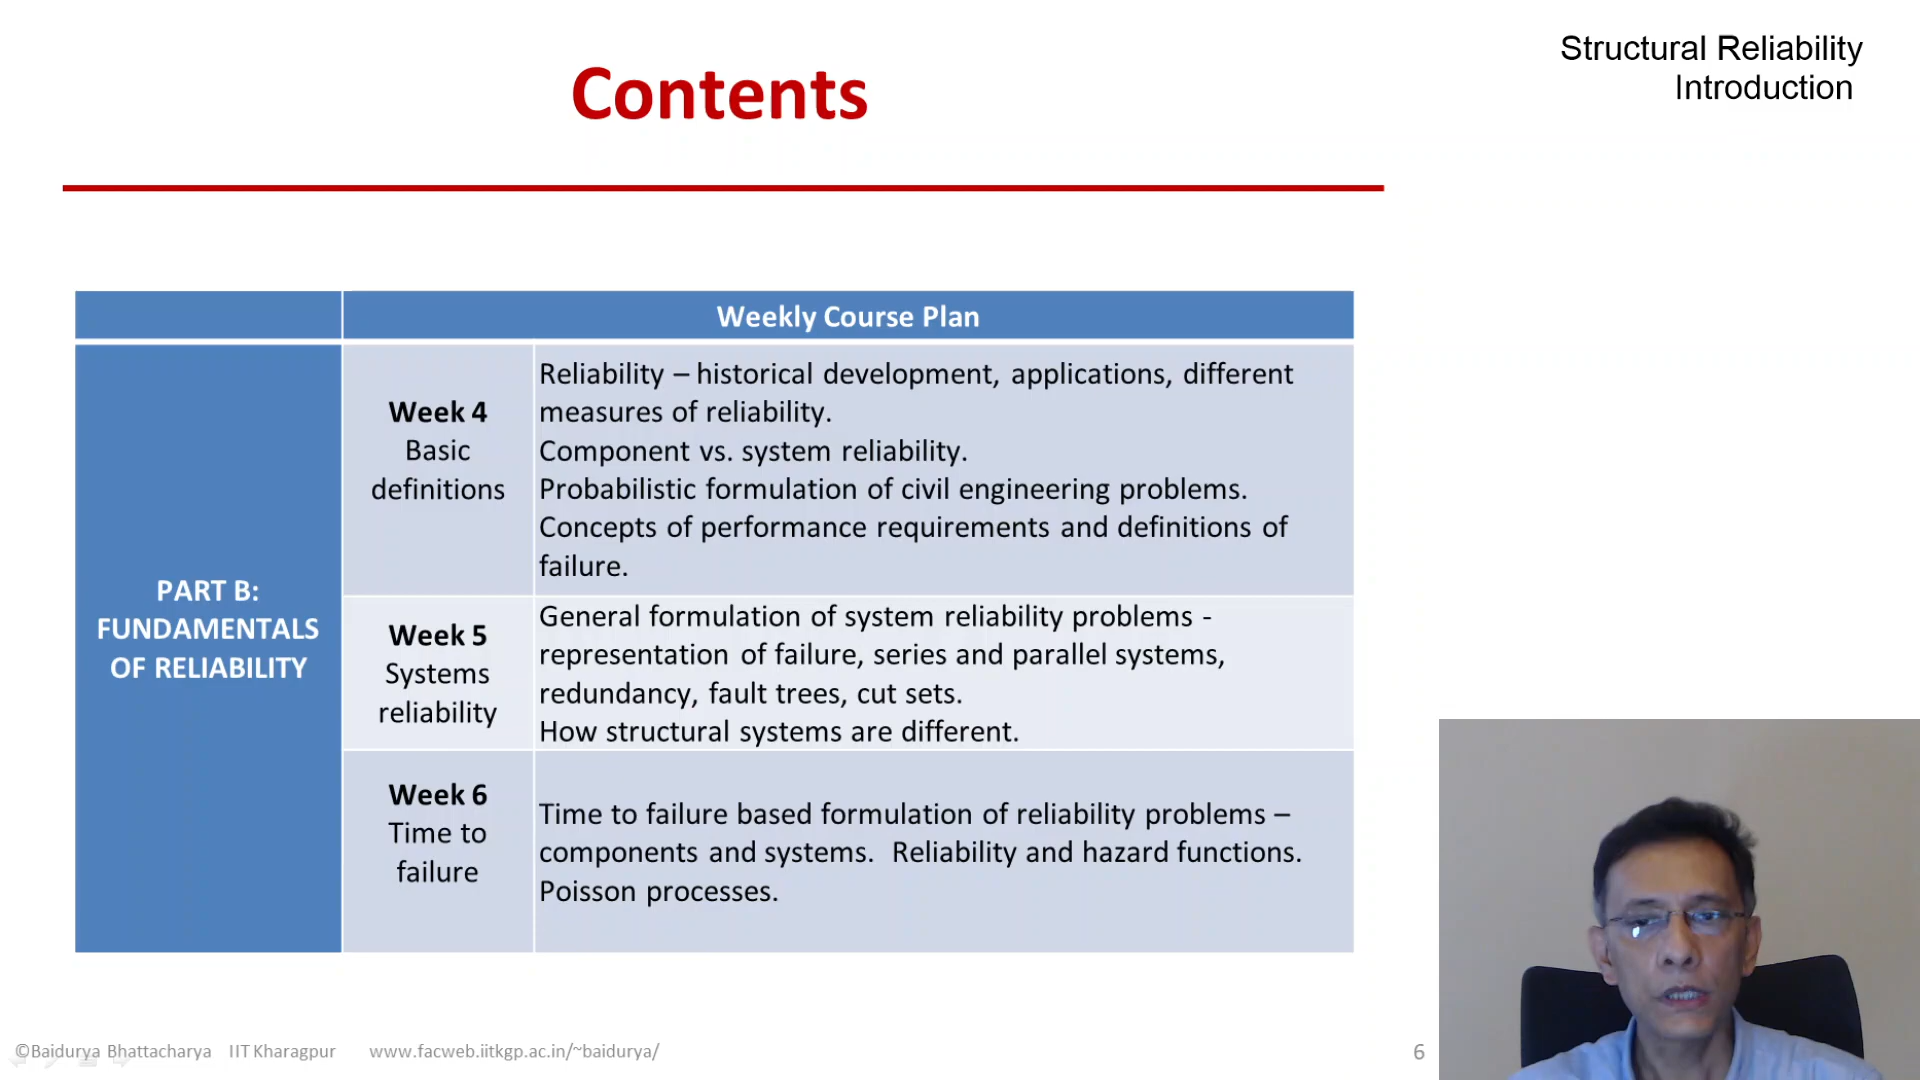 Structural Reliability
Introduction
Contents
Weekly Course Plan
PART B:
FUNDAMENTALS
OF RELIABILITY
Week 4
Basic
definitions
Reliability – historical development, applications, different
measures of reliability.
Component vs. system reliability.
Probabilistic formulation of civil engineering problems.
Concepts of performance requirements and definitions of
failure.
Week 5
Systems
reliability
General formulation of system reliability problems -
representation of failure, series and parallel systems,
redundancy, fault trees, cut sets.
How structural systems are different.
Week 6
Time to
failure
Time to failure based formulation of reliability problems –
components and systems. Reliability and hazard functions.
Poisson processes.
©Baidurya Bhattacharya IIT Kharagpur www.facweb.iitkgp.ac.in/~baidurya/
6